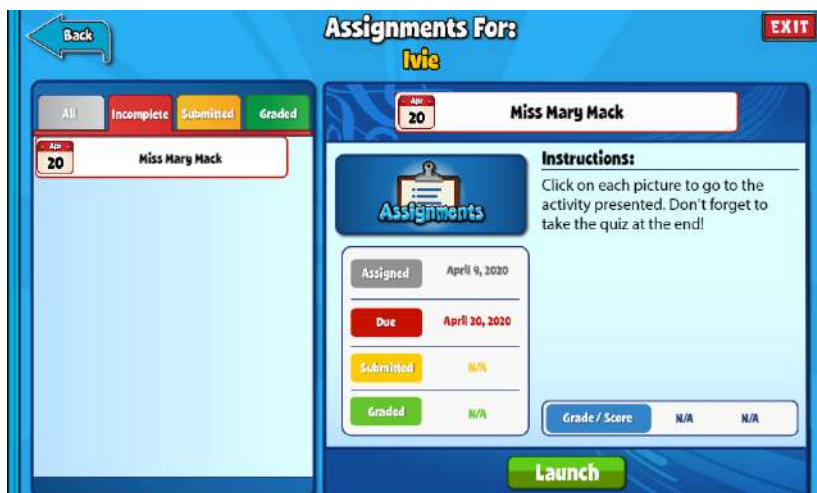 Back
Assignments For:
Ivie
EXIT
All
Incomplete
Submitted
Graded
Apr
20
Miss Mary Mack
Apr
20
Miss Mary Mack
Assignments
Instructions:
Click on each picture to go to the
activity presented. Don't forget to
take the quiz at the end!
Assigned April 9, 2020
Due April 20, 2020
Submitted N/A
Graded N/A
Grade / Score N/A N/A
Launch